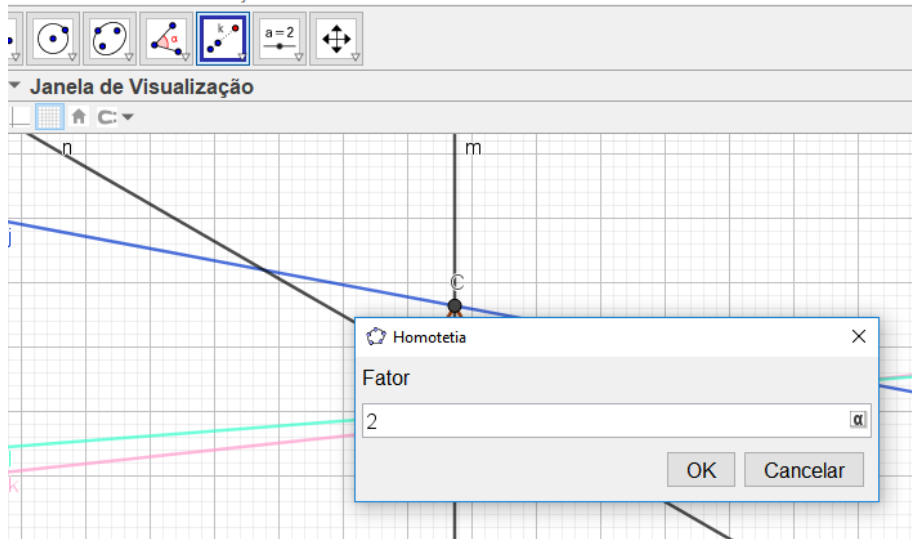 α
k
a=2
Janela de Visualização
n
m
j
C
Homotetia
Fator
2
α
OK
Cancelar
k